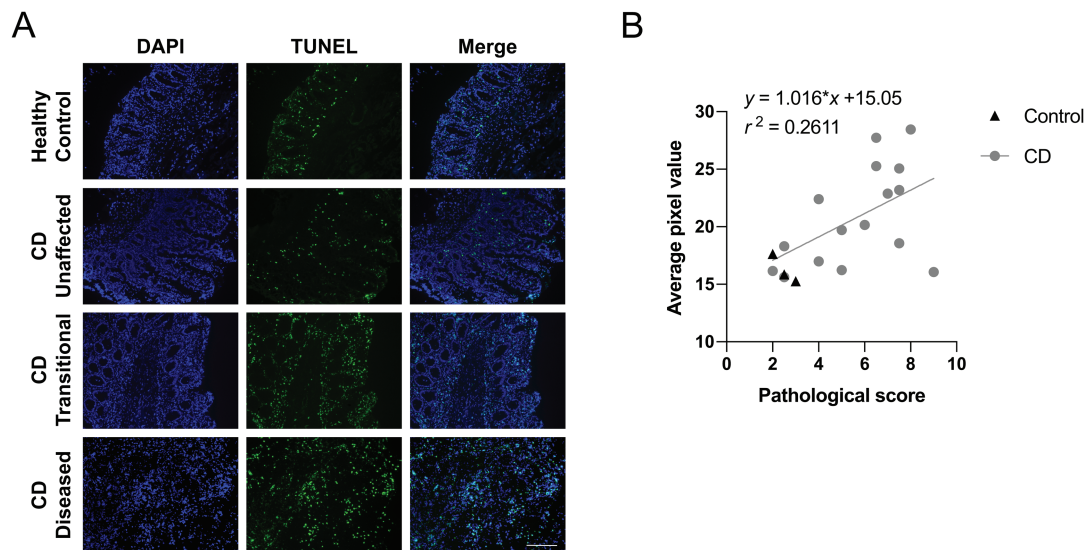 A
DAPI TUNEL Merge
Healthy
Control
CD
Unaffected
CD
Transitional
CD
Diseased
B
y = 1.016*x +15.05
r² = 0.2611
Control
CD
30
25
20
15
10
0 2 4 6 8 10
Average pixel value
Pathological score